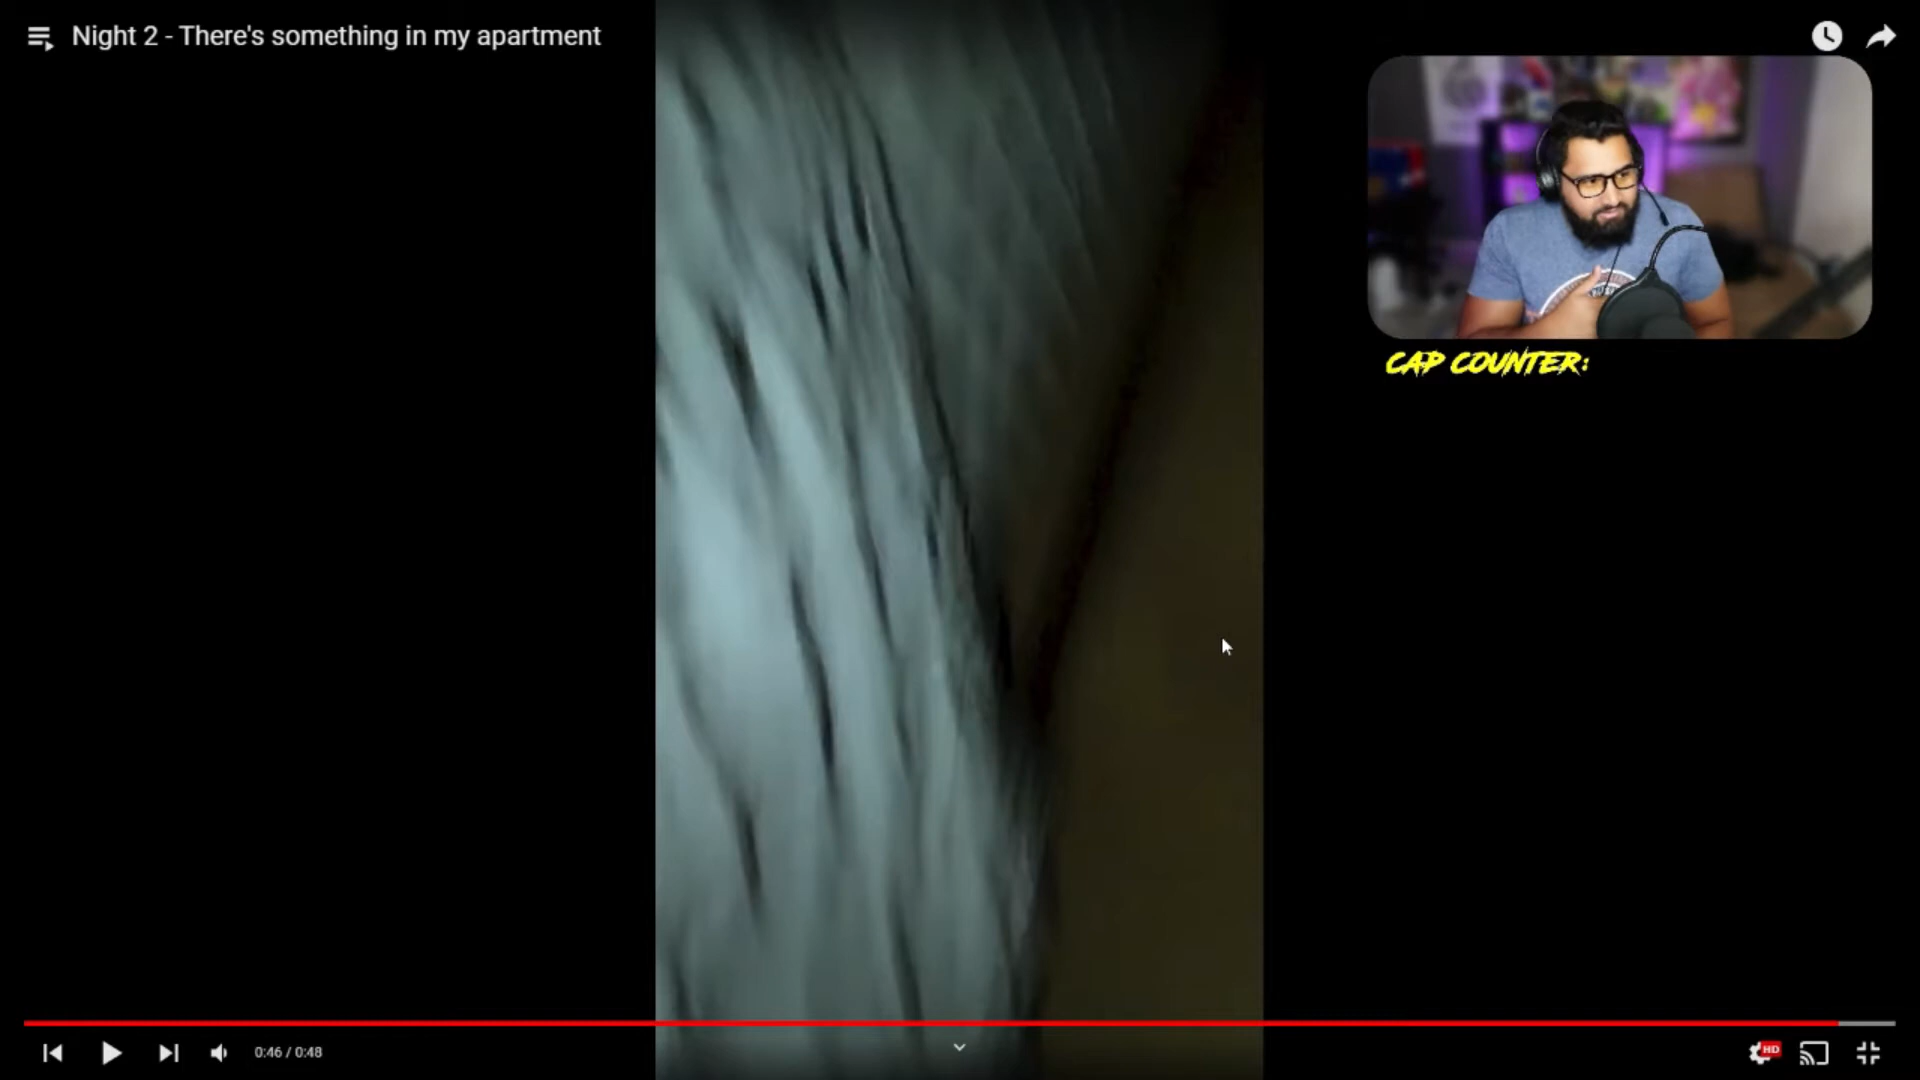 Night 2 - There's something in my apartment
CAP COUNTER:
0:46 / 0:48
HD